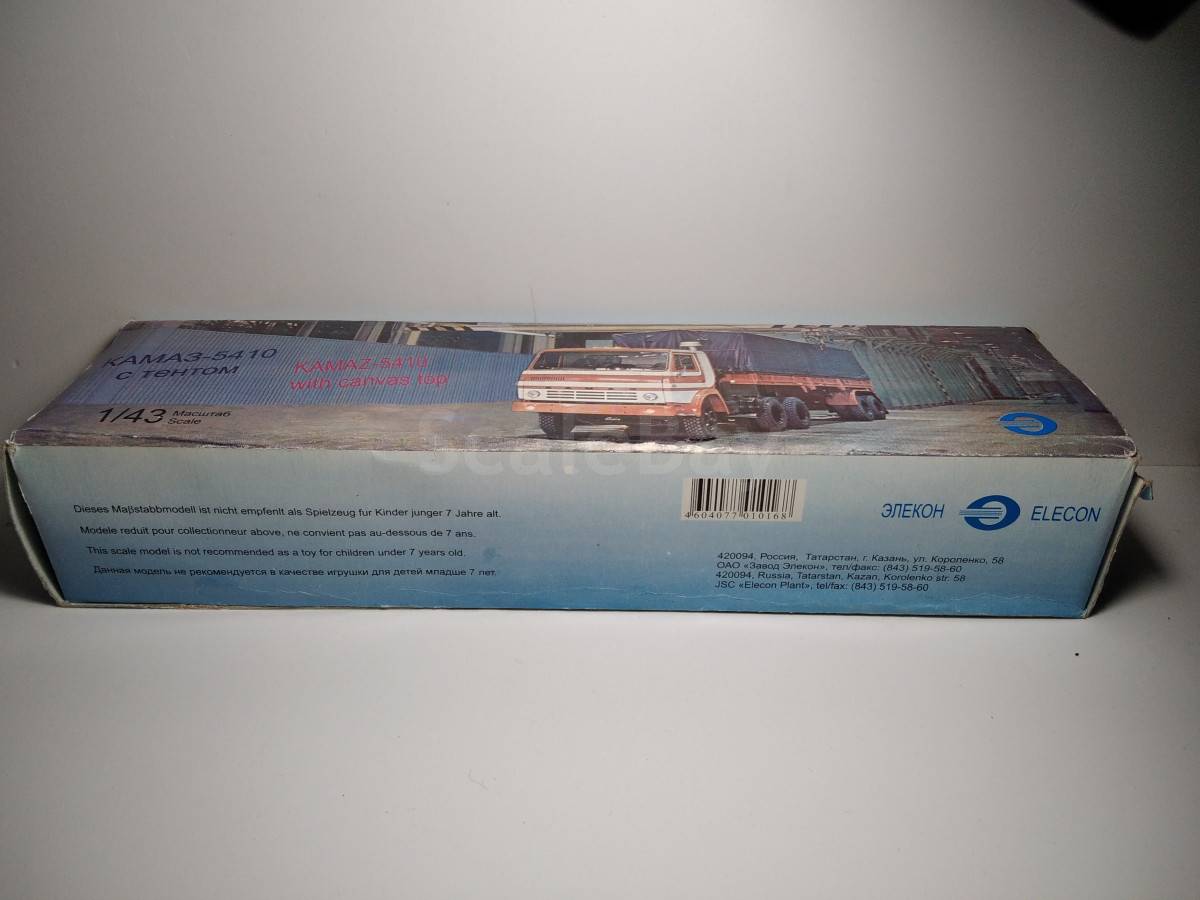 КАМАЗ-5410
с тентом
KAMAZ-5410
with canvas top
1/43 Масштаб
Scale
ScaleBay
Dieses Maβstabbmodell ist nicht empfenlt als Spielzeug fur Kinder junger 7 Jahre alt.
Modele reduit pour collectionneur above, ne convient pas au-dessous de 7 ans.
This scale model is not recommended as a toy for children under 7 years old.
Данная модель не рекомендуется в качестве игрушки для детей младше 7 лет.
4604077010168
ЭЛЕКОН ELECON
420094, Россия, Татарстан, г. Казань, ул. Короленко, 58
ОАО «Завод Элекон», тел/факс: (843) 519-58-60
420094, Russia, Tatarstan, Kazan, Korolenko str. 58
JSC «Elecon Plant», tel/fax: (843) 519-58-60